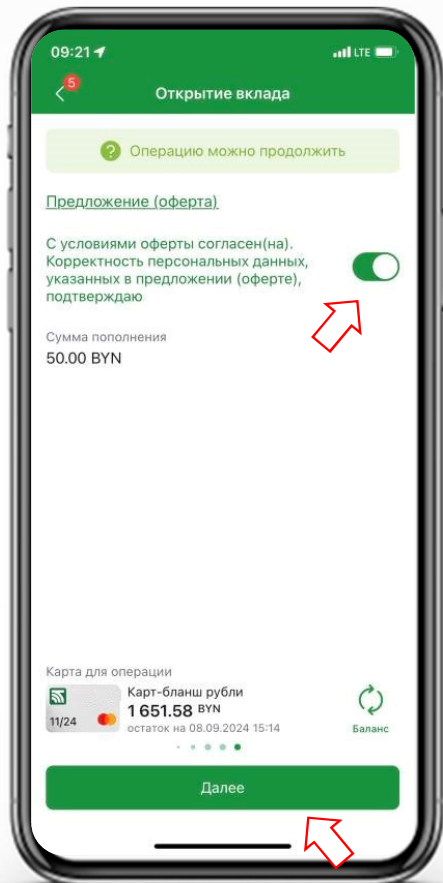 09:21 LTE
5
Открытие вклада
? Операцию можно продолжить
Предложение (оферта)
С условиями оферты согласен(на).
Корректность персональных данных,
указанных в предложении (оферте),
подтверждаю
Сумма пополнения
50.00 BYN
Карта для операции
Карт-бланш рубли
1 651.58 BYN
11/24
остаток на 08.09.2024 15:14
Баланс
Далее